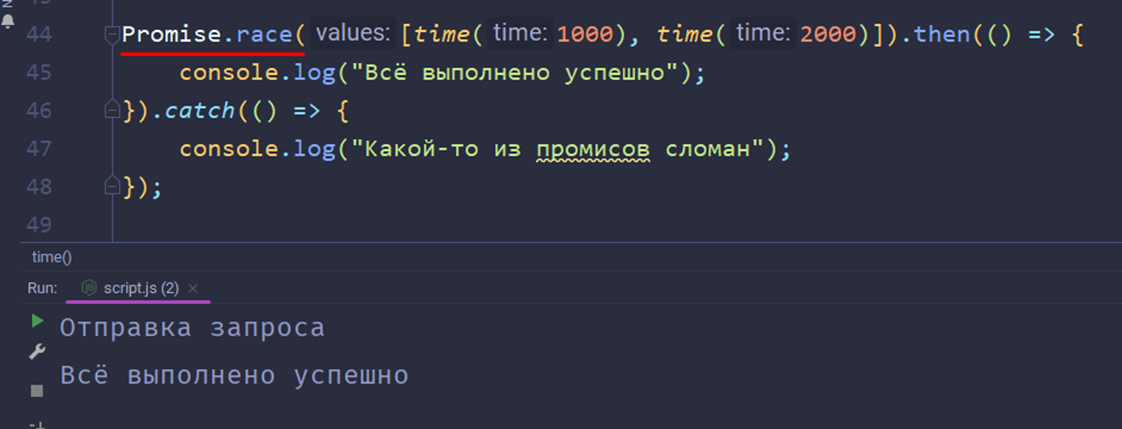 44 Promise.race( values: [time( time: 1000), time( time: 2000)]).then(() => {
45 console.log("Всё выполнено успешно");
46 }).catch(() => {
47 console.log("Какой-то из промисов сломан");
48 });
49
time()
Run: script.js (2) ×
Отправка запроса
Всё выполнено успешно